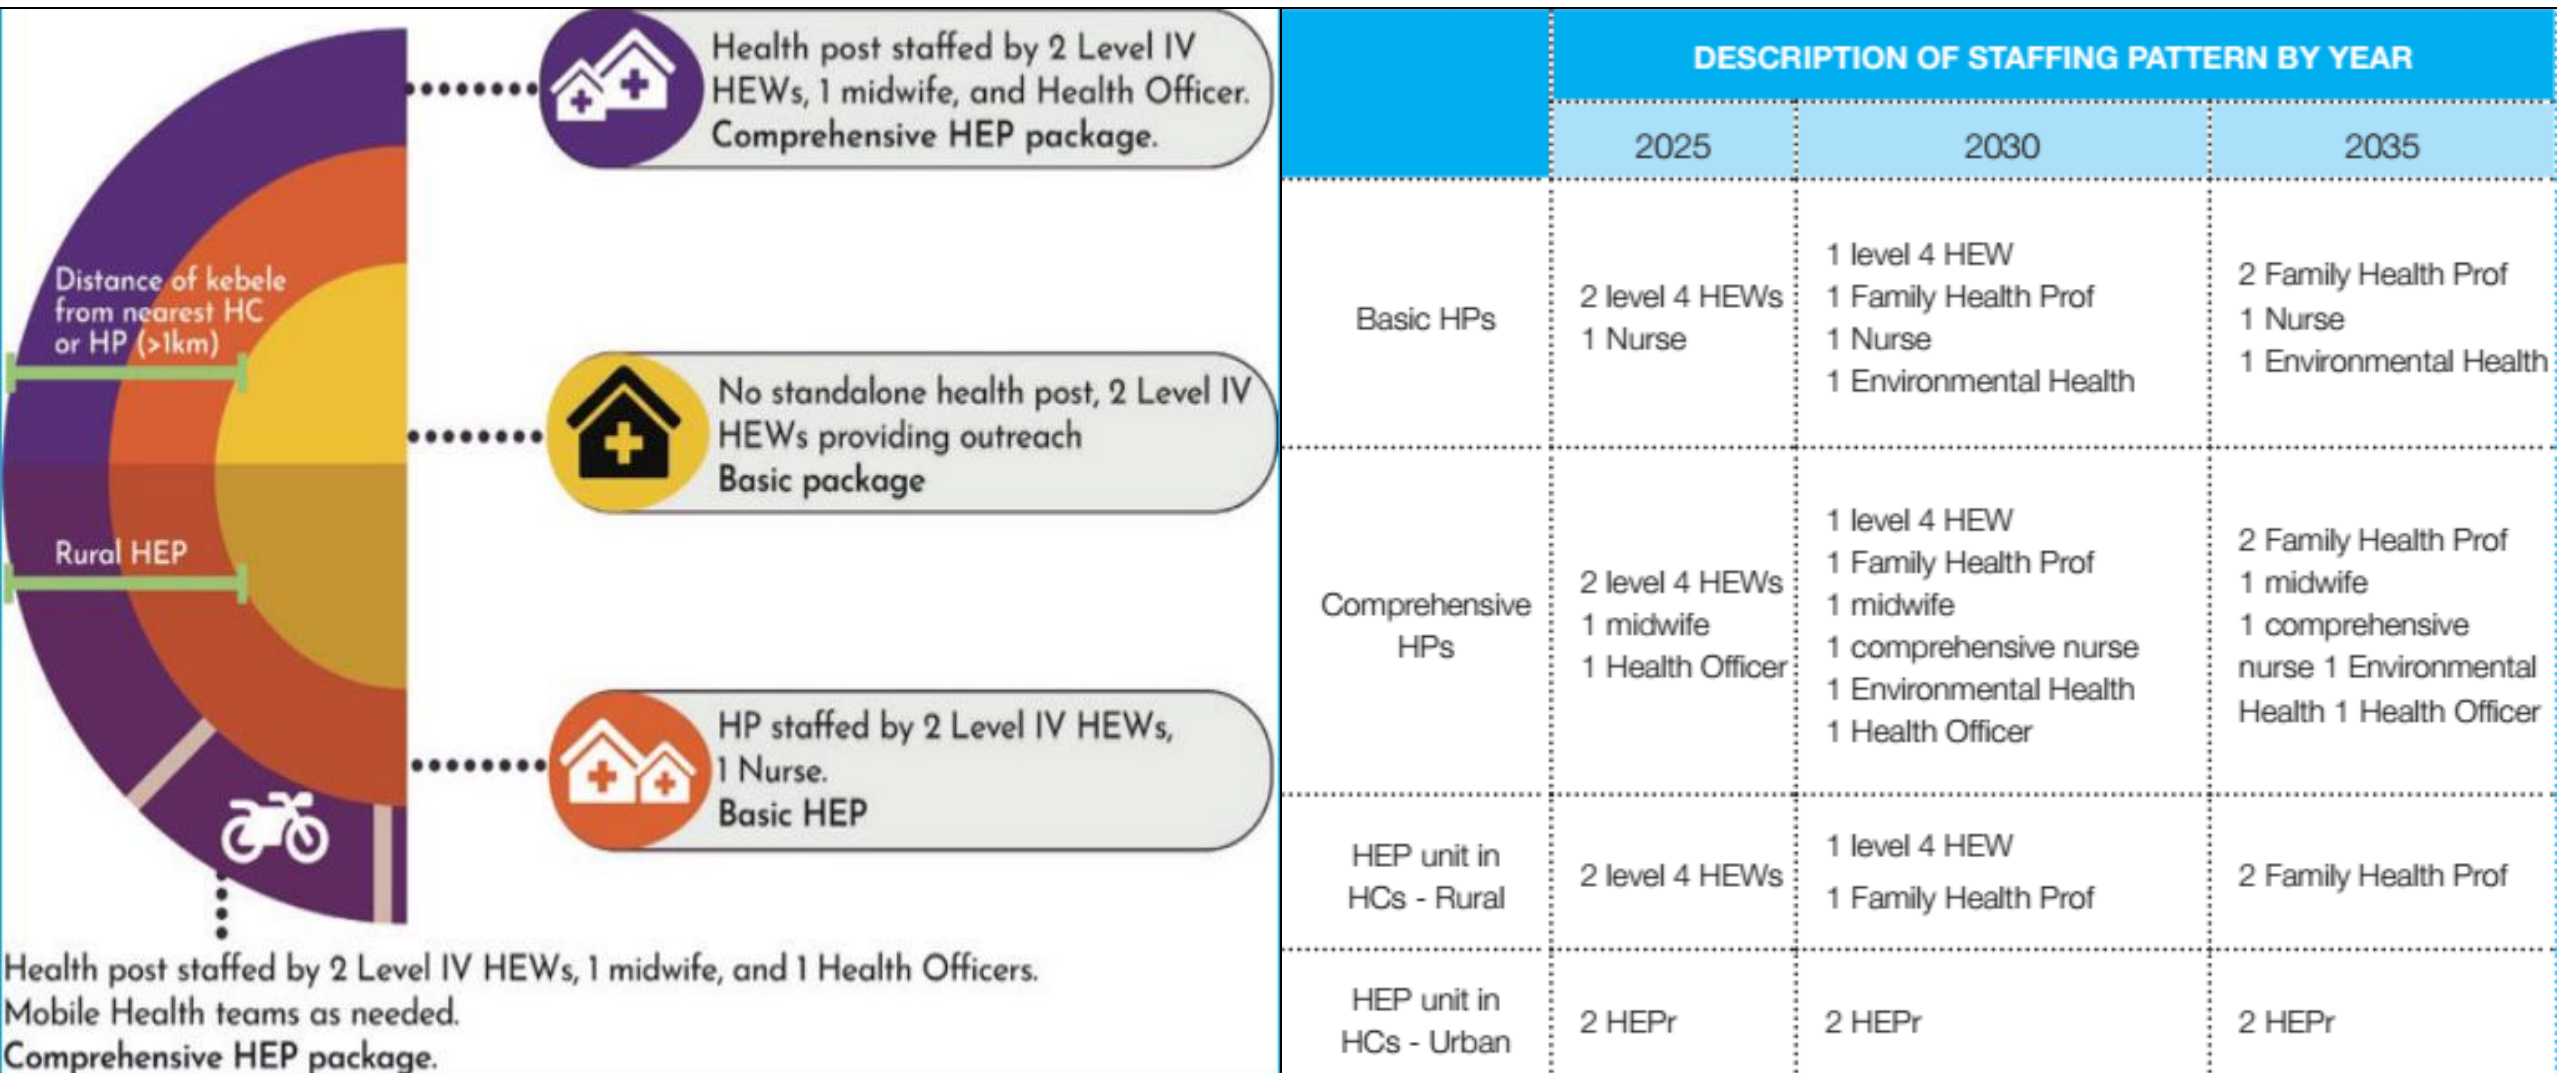 Health post staffed by 2 Level IV
HEWs, 1 midwife, and Health Officer.
Comprehensive HEP package.
Distance of kebele
from nearest HC
or HP (>1km)
No standalone health post, 2 Level IV
HEWs providing outreach
Basic package
Rural HEP
HP staffed by 2 Level IV HEWs,
1 Nurse.
Basic HEP
Health post staffed by 2 Level IV HEWs, 1 midwife, and 1 Health Officers.
Mobile Health teams as needed.
Comprehensive HEP package.
DESCRIPTION OF STAFFING PATTERN BY YEAR
2025
2030
2035
Basic HPs
2 level 4 HEWs
1 Nurse
1 level 4 HEW
1 Family Health Prof
1 Nurse
1 Environmental Health
2 Family Health Prof
1 Nurse
1 Environmental Health
Comprehensive
HPs
2 level 4 HEWs
1 midwife
1 Health Officer
1 level 4 HEW
1 Family Health Prof
1 midwife
1 comprehensive nurse
1 Environmental Health
1 Health Officer
2 Family Health Prof
1 midwife
1 comprehensive
nurse 1 Environmental
Health 1 Health Officer
HEP unit in
HCs - Rural
2 level 4 HEWs
1 level 4 HEW
1 Family Health Prof
2 Family Health Prof
HEP unit in
HCs - Urban
2 HEPr
2 HEPr
2 HEPr